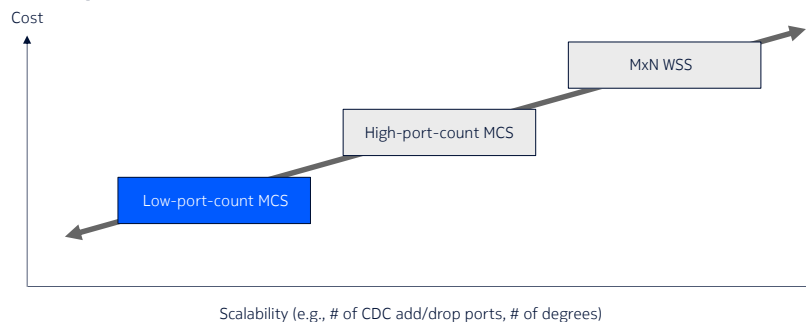 Cost
MxN WSS
High-port-count MCS
Low-port-count MCS
Scalability (e.g., # of CDC add/drop ports, # of degrees)